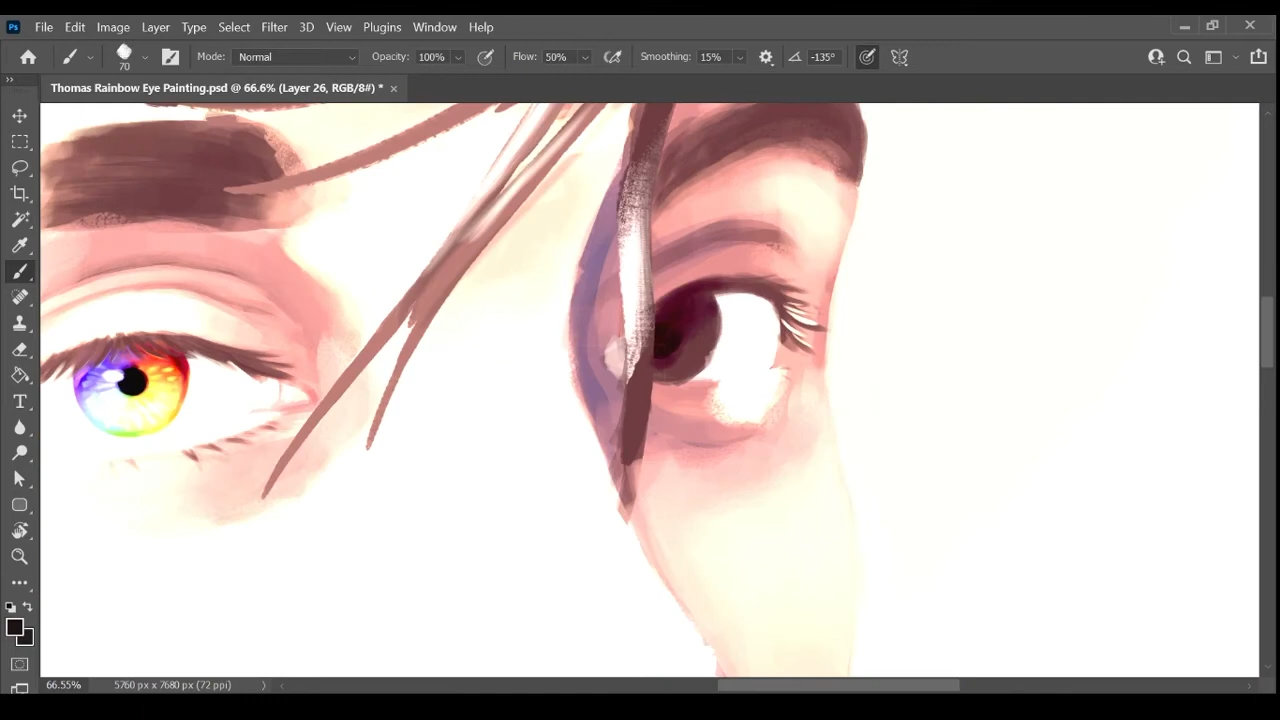 Ps File Edit Image Layer Type Select Filter 3D View Plugins Window Help
70 Mode: Normal Opacity: 100% Flow: 50% Smoothing: 15% -135°
Thomas Rainbow Eye Painting.psd @ 66.6% (Layer 26, RGB/8#) *
66.55% 5760 px x 7680 px (72 ppi)